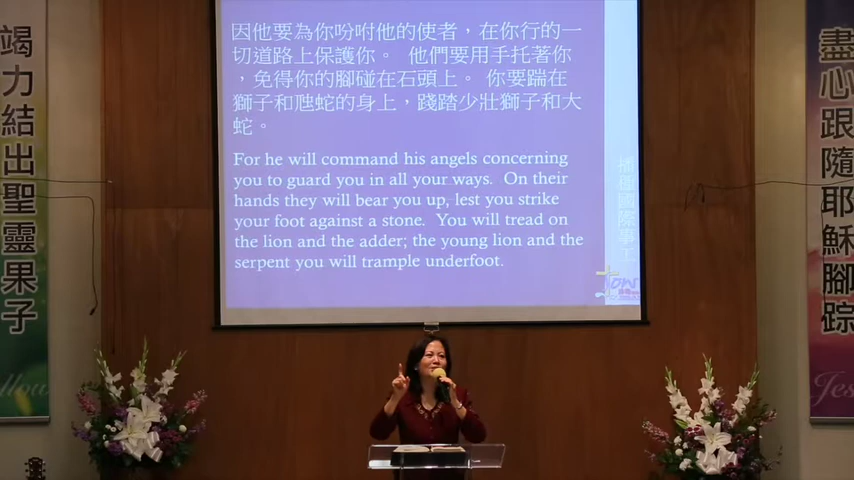 竭力結出聖靈果子
因他要為你吩咐他的使者，在你行的一
切道路上保護你。 他們要用手托著你
，免得你的腳碰在石頭上。 你要踹在
獅子和虺蛇的身上，踐踏少壯獅子和大
蛇。
For he will command his angels concerning
you to guard you in all your ways. On their
hands they will bear you up, lest you strike
your foot against a stone. You will tread on
the lion and the adder; the young lion and the
serpent you will trample underfoot.
盡心跟隨耶穌腳踪